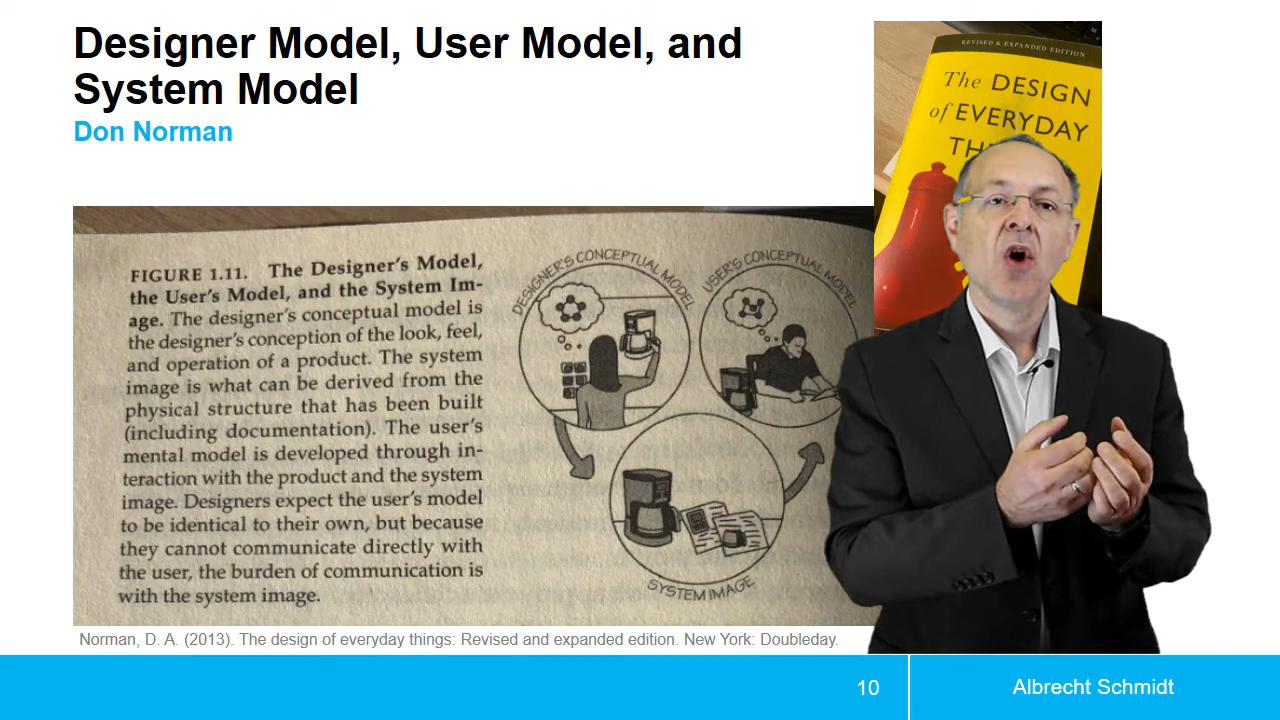 Designer Model, User Model, and
System Model
Don Norman
REVISED & EXPANDED EDITION
The DESIGN
of EVERYDAY
FIGURE 1.11. The Designer's Model,
the User's Model, and the System Im-
age. The designer's conceptual model is
the designer's conception of the look, feel,
and operation of a product. The system
image is what can be derived from the
physical structure that has been built
(including documentation). The user's
mental model is developed through in-
teraction with the product and the system
image. Designers expect the user's model
to be identical to their own, but because
they cannot communicate directly with
the user, the burden of communication is
with the system image.
DESIGNER'S CONCEPTUAL MODEL
USER'S CONCEPTUAL MODEL
SYSTEM IMAGE
Norman, D. A. (2013). The design of everyday things: Revised and expanded edition. New York: Doubleday.
10
Albrecht Schmidt